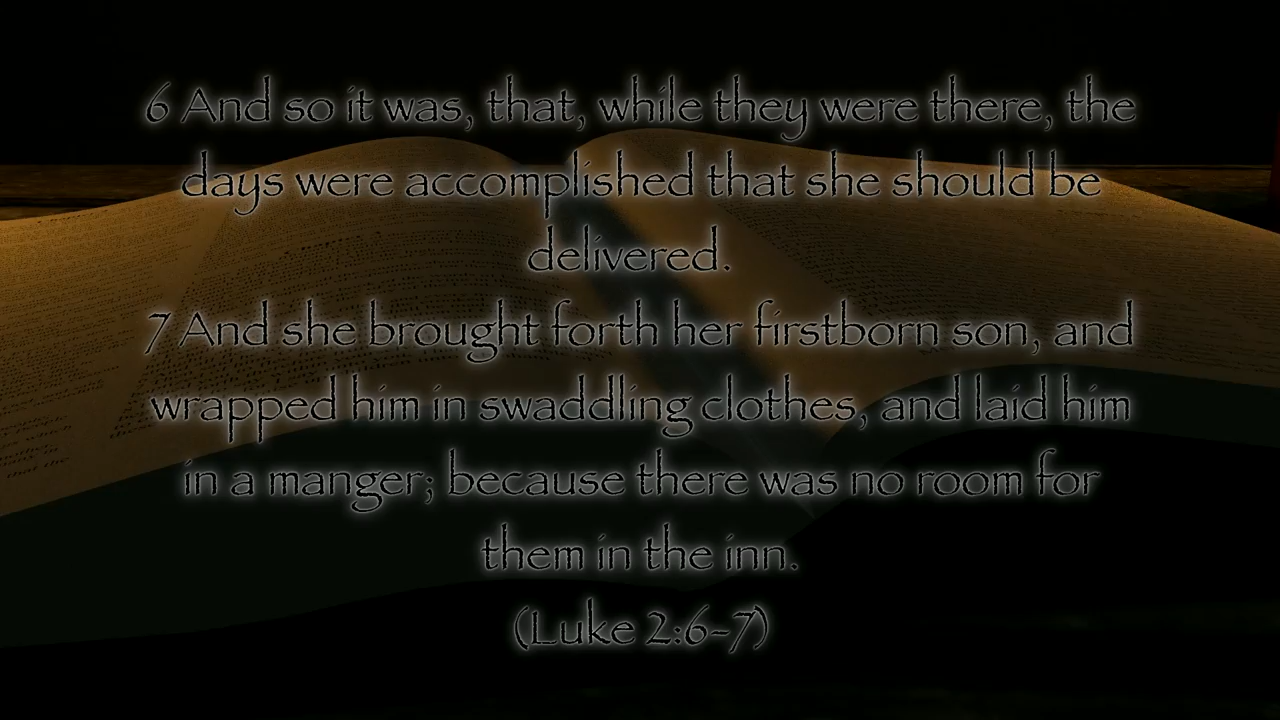 6 And so it was, that, while they were there, the
days were accomplished that she should be
delivered.
7 And she brought forth her firstborn son, and
wrapped him in swaddling clothes, and laid him
in a manger; because there was no room for
them in the inn.
(Luke 2:6-7)